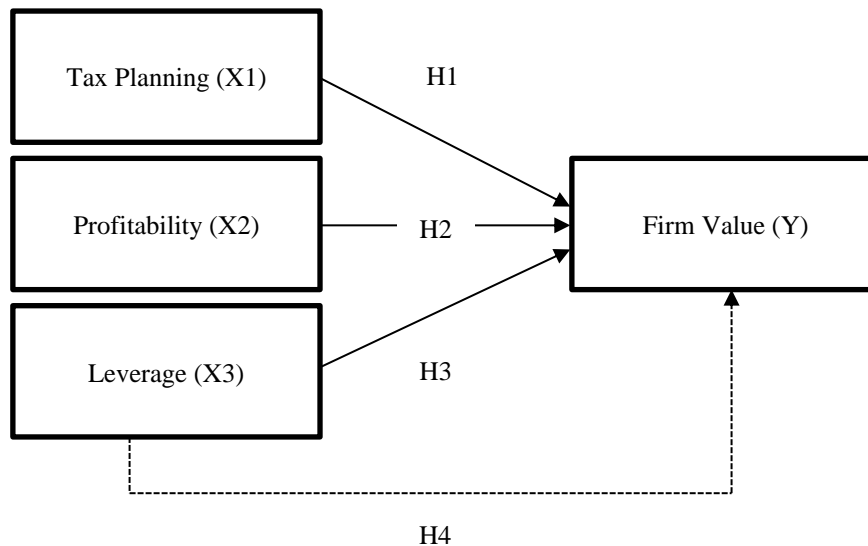 Tax Planning (X1)
H1
Profitability (X2)
H2
Firm Value (Y)
Leverage (X3)
H3
H4